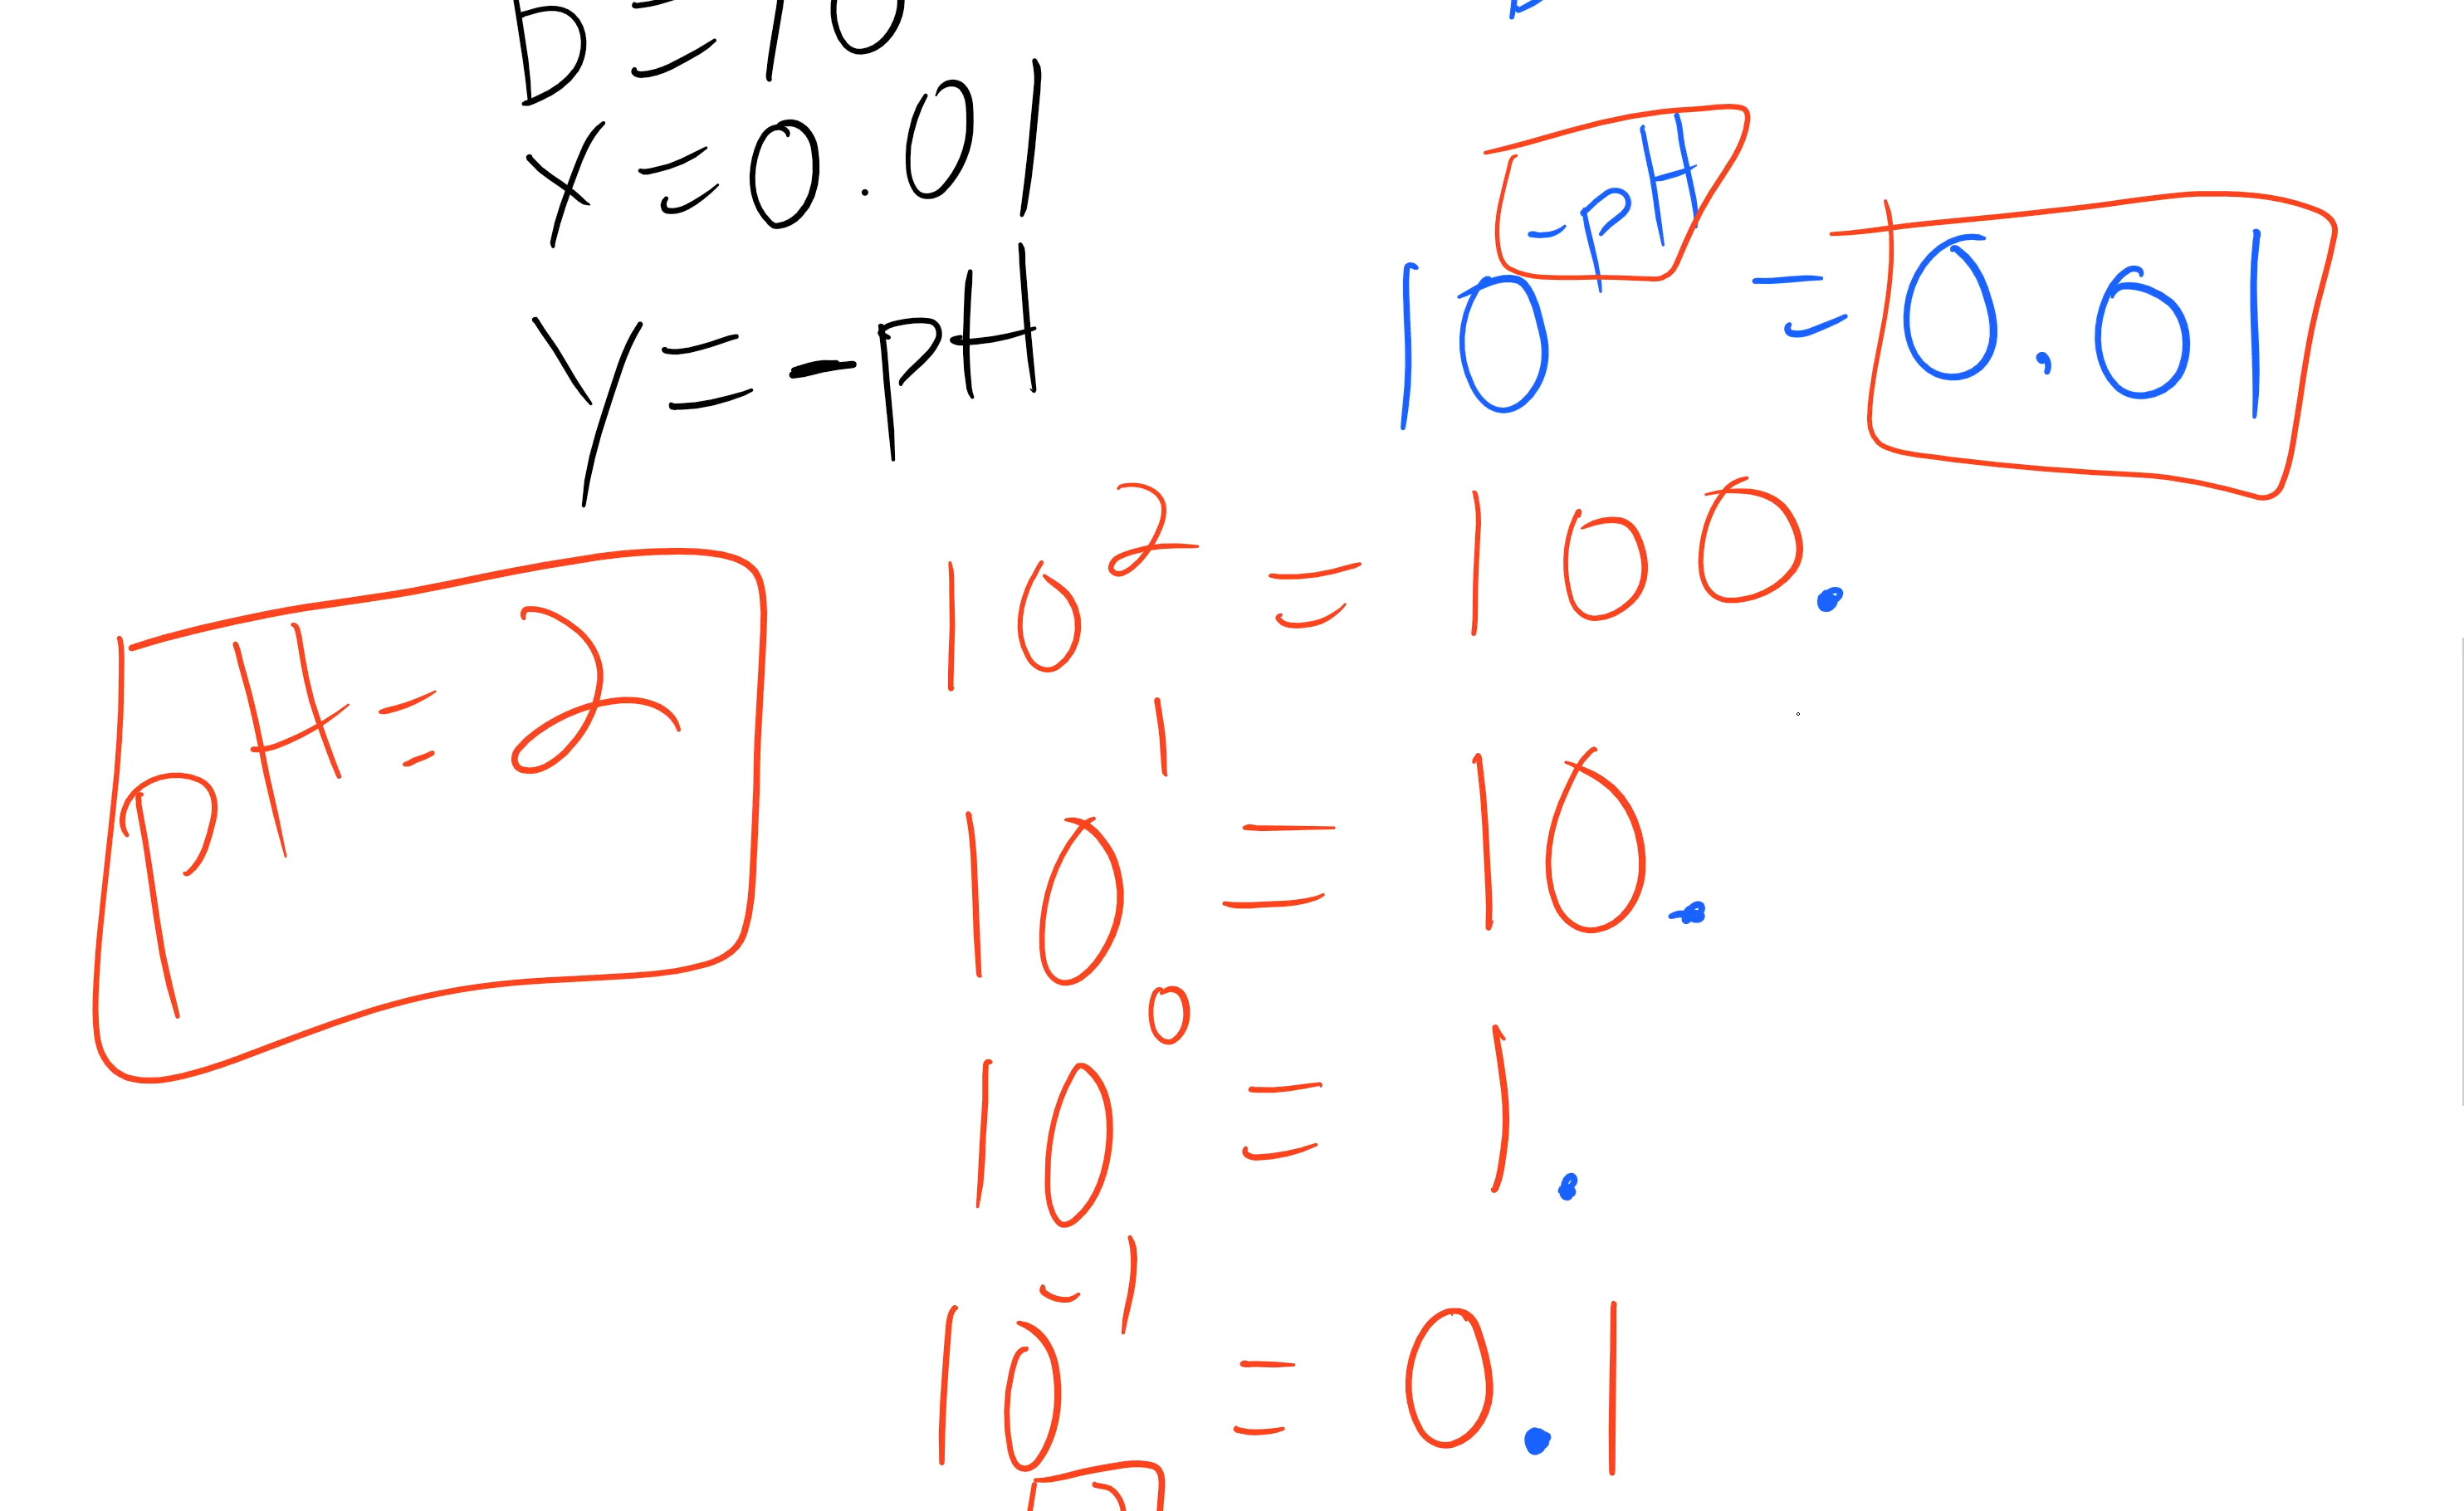 b = 10
x = 0.01
y = -pH
10^-pH = 0.01
pH = 2
10^2 = 100.
10^1 = 10.
10^0 = 1.
10^-1 = 0.1